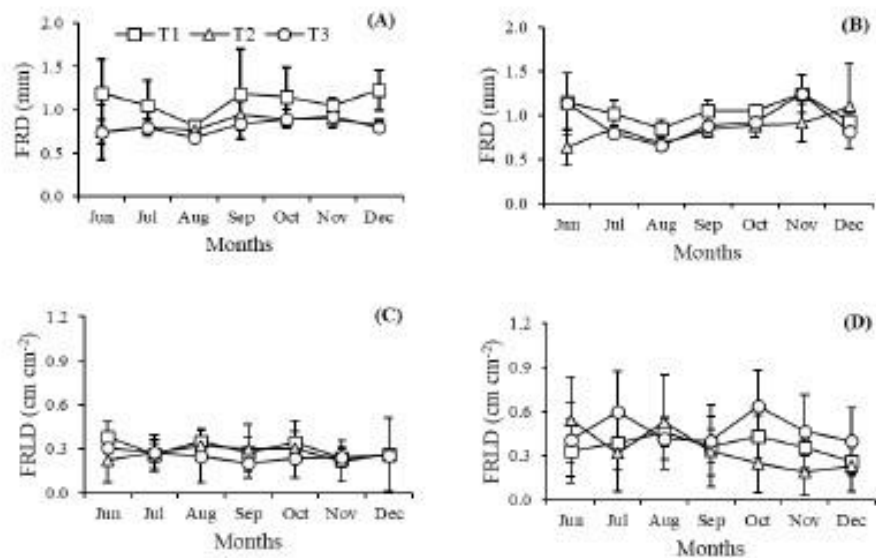 T1 T2 T3 (A)
FRD (mm)
1.5
1.0
0.5
0.0
Jun Jul Aug Sep Oct Nov Dec
Months
(B)
FRD (mm)
2.0
1.5
1.0
0.5
0.0
Jun Jul Aug Sep Oct Nov Dec
Months
(C)
FRLD (cm cm⁻²)
1.2
0.9
0.6
0.3
0.0
Jun Jul Aug Sep Oct Nov Dec
Months
(D)
FRLD (cm cm⁻²)
1.2
0.9
0.6
0.3
0.0
Jun Jul Aug Sep Oct Nov Dec
Months